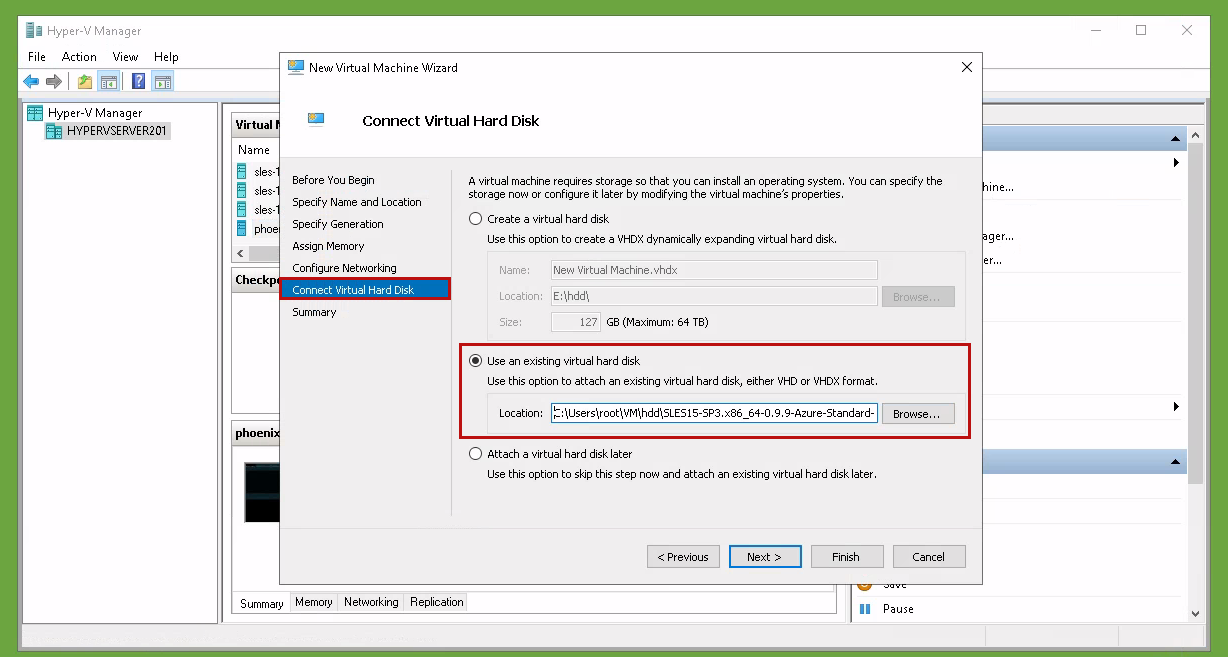 Hyper-V Manager
File Action View Help
Hyper-V Manager
HYPERVSERVER201
Virtual
Name
sles-1
sles-1
sles-1
phoe
Checkp
phoenix
Summary Memory Networking Replication
New Virtual Machine Wizard
Connect Virtual Hard Disk
Before You Begin
Specify Name and Location
Specify Generation
Assign Memory
Configure Networking
Connect Virtual Hard Disk
Summary
A virtual machine requires storage so that you can install an operating system. You can specify the
storage now or configure it later by modifying the virtual machine's properties.
Create a virtual hard disk
Use this option to create a VHDX dynamically expanding virtual hard disk.
Name: New Virtual Machine.vhdx
Location: E:\hdd\ Browse...
Size: 127 GB (Maximum: 64 TB)
Use an existing virtual hard disk
Use this option to attach an existing virtual hard disk, either VHD or VHDX format.
Location: :\Users\root\VM\hdd\SLES15-SP3.x86_64-0.9.9-Azure-Standard- Browse...
Attach a virtual hard disk later
Use this option to skip this step now and attach an existing virtual hard disk later.
< Previous Next > Finish Cancel
hine...
ager...
er...
Save
Pause